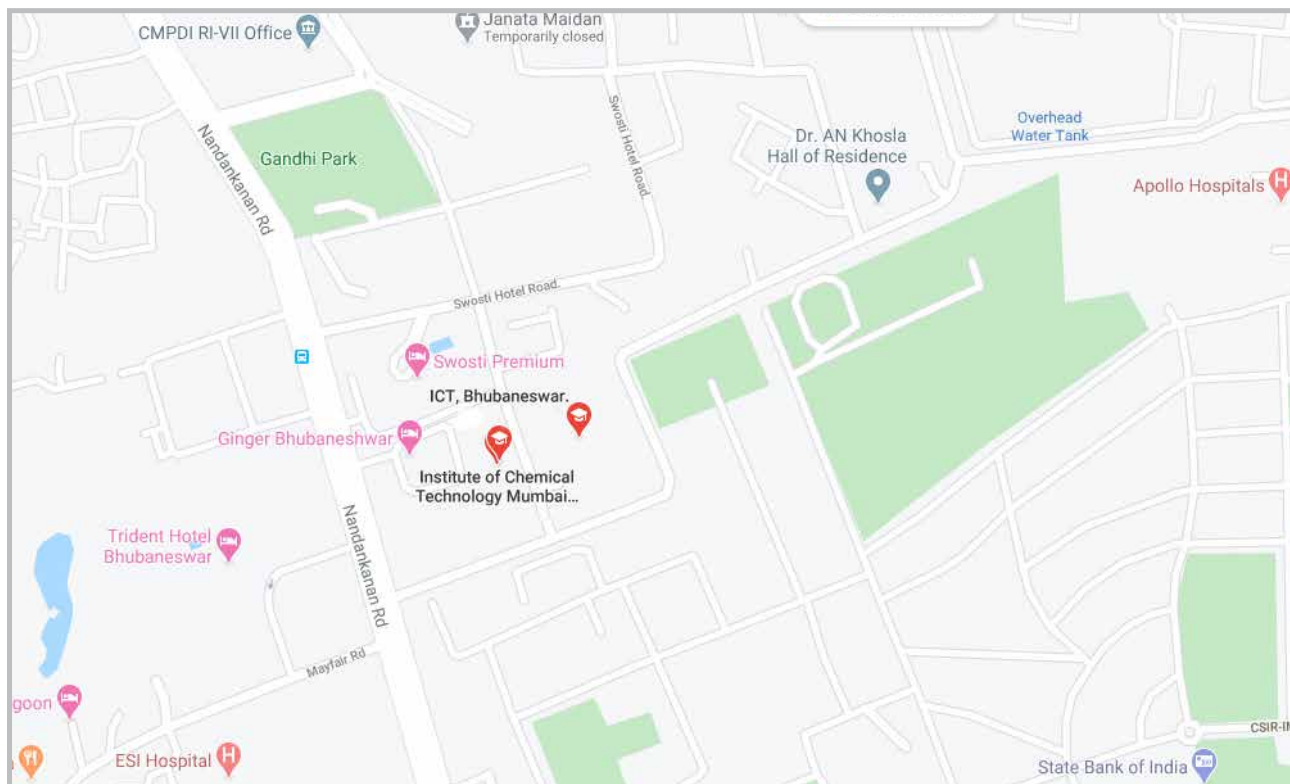 CMPDI RI-VII Office
Janata Maidan
Temporarily closed
Nandankanan Rd
Gandhi Park
Swosti Hotel Road.
Dr. AN Khosla
Hall of Residence
Overhead
Water Tank
Apollo Hospitals
H
Swosti Hotel Road.
Swosti Premium
ICT, Bhubaneswar.
Ginger Bhubaneshwar
Institute of Chemical
Technology Mumbai...
Trident Hotel
Bhubaneswar
Nandankanan Rd
Mayfair Rd
goon
ESI Hospital
H
CSIR-IM
State Bank of India